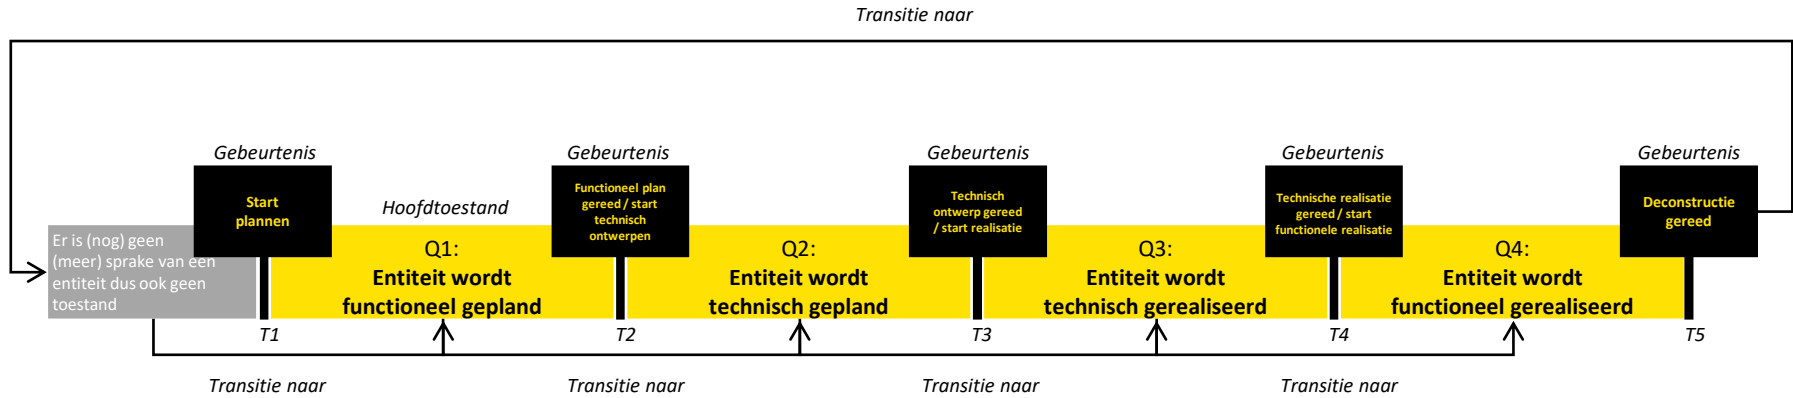 Transitie naar
Gebeurtenis
Gebeurtenis
Gebeurtenis
Gebeurtenis
Gebeurtenis
Start
plannen
Hoofdtoestand
Functioneel plan
gereed / start
technisch
ontwerpen
Technisch
ontwerp gereed
/ start realisatie
Technische realisatie
gereed / start
functionele realisatie
Deconstructie
gereed
Er is (nog) geen
(meer) sprake van een
entiteit dus ook geen
toestand
Q1:
Entiteit wordt
functioneel gepland
Q2:
Entiteit wordt
technisch gepland
Q3:
Entiteit wordt
technisch gerealiseerd
Q4:
Entiteit wordt
functioneel gerealiseerd
T1
T2
T3
T4
T5
Transitie naar
Transitie naar
Transitie naar
Transitie naar